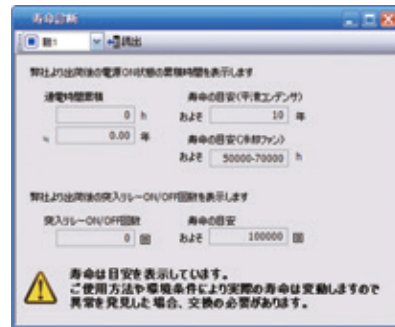 寿命診断
軸1 読出
弊社より出荷後の電源ON状態の累積時間を表示します
通電時間累積 寿命の目安(平滑コンデンサ)
0 h およそ 10 年
≒ 0.00 年 寿命の目安(冷却ファン)
およそ 50000-70000 h
弊社より出荷後の突入リレーON/OFF回数を表示します
突入リレーON/OFF回数 寿命の目安
0 回 およそ 100000 回
寿命は目安を表示しています。
ご使用方法や環境条件により実際の寿命は変動しますので
異常を発見した場合、交換の必要があります。